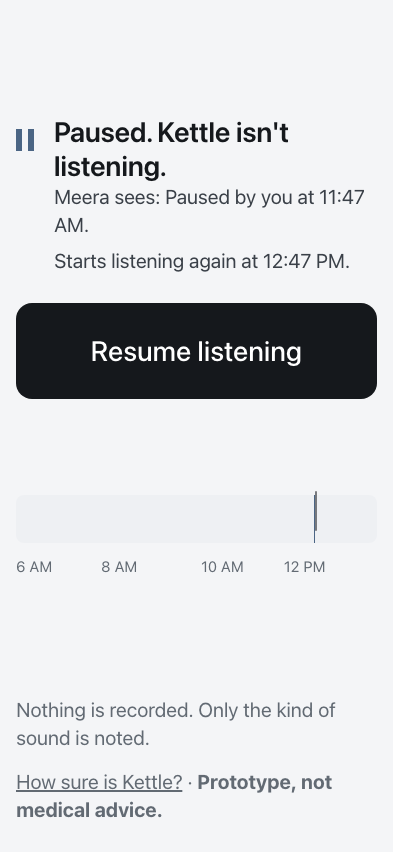 Paused. Kettle isn't
listening.
Meera sees: Paused by you at 11:47
AM.
Starts listening again at 12:47 PM.
Resume listening
6 AM 8 AM 10 AM 12 PM
Nothing is recorded. Only the kind of
sound is noted.
How sure is Kettle? · Prototype, not
medical advice.